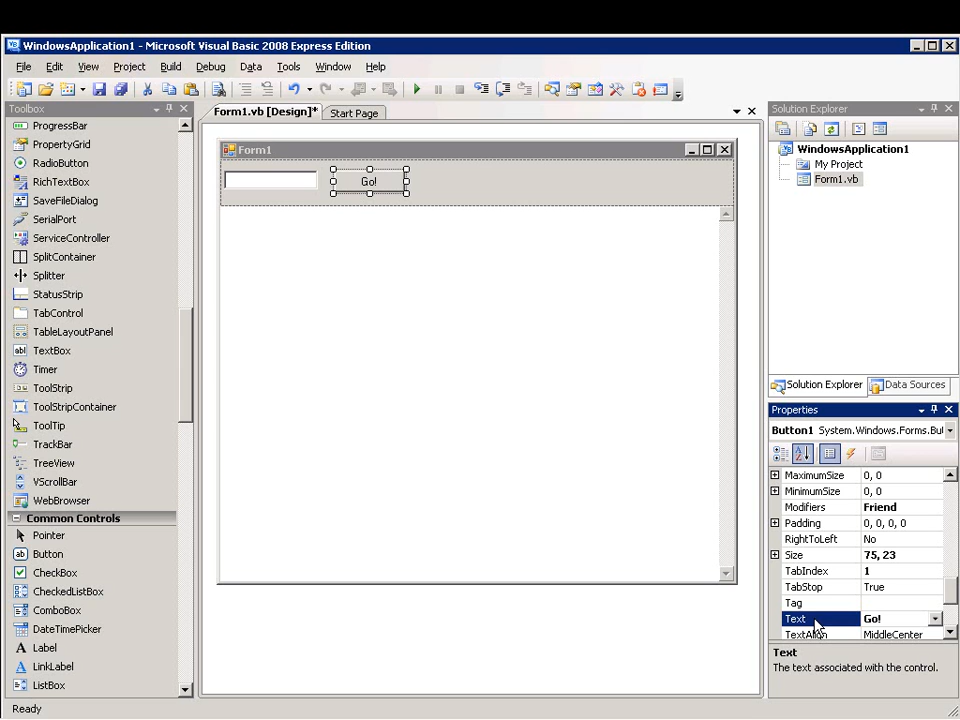 WindowsApplication1 - Microsoft Visual Basic 2008 Express Edition
File Edit View Project Build Debug Data Tools Window Help
Toolbox
ProgressBar
PropertyGrid
RadioButton
RichTextBox
SaveFileDialog
SerialPort
ServiceController
SplitContainer
Splitter
StatusStrip
TabControl
TableLayoutPanel
TextBox
Timer
ToolStrip
ToolStripContainer
ToolTip
TrackBar
TreeView
VScrollBar
WebBrowser
Common Controls
Pointer
Button
CheckBox
CheckedListBox
ComboBox
DateTimePicker
Label
LinkLabel
ListBox
Form1.vb [Design]* Start Page
Form1
Go!
Solution Explorer
WindowsApplication1
My Project
Form1.vb
Solution Explorer Data Sources
Properties
Button1 System.Windows.Forms.But
MaximumSize 0, 0
MinimumSize 0, 0
Modifiers Friend
Padding 0, 0, 0, 0
RightToLeft No
Size 75, 23
TabIndex 1
TabStop True
Tag
Text Go!
TextAlign MiddleCenter
Text
The text associated with the control.
Ready